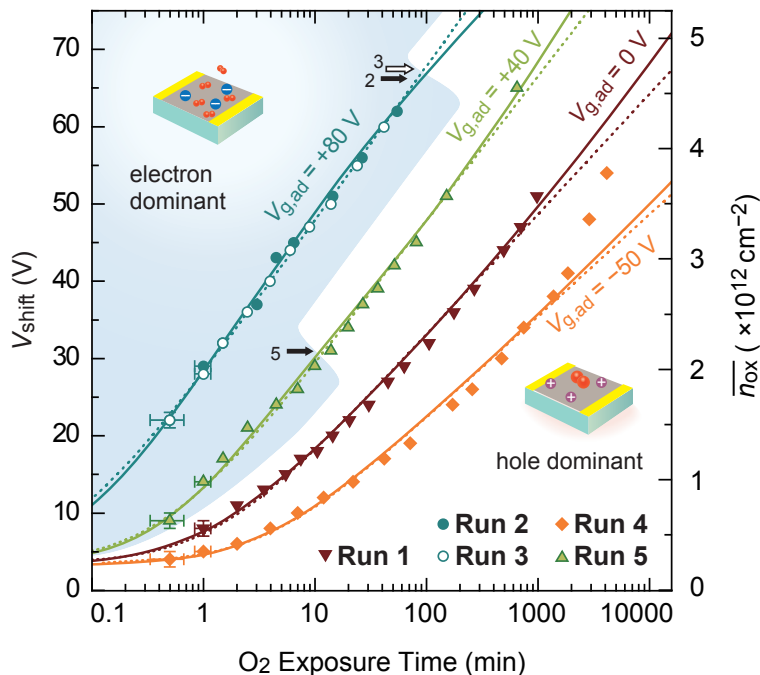 70
60
50
40
30
20
10
0
V_shift (V)
0.1
1
10
100
1000
10000
O₂ Exposure Time (min)
5
4
3
2
1
0
n_ox ( ×10¹² cm⁻²)
electron
dominant
hole dominant
V_g,ad = +80 V
V_g,ad = +40 V
V_g,ad = 0 V
V_g,ad = −50 V
3
2
5
Run 2
Run 4
Run 1
Run 3
Run 5